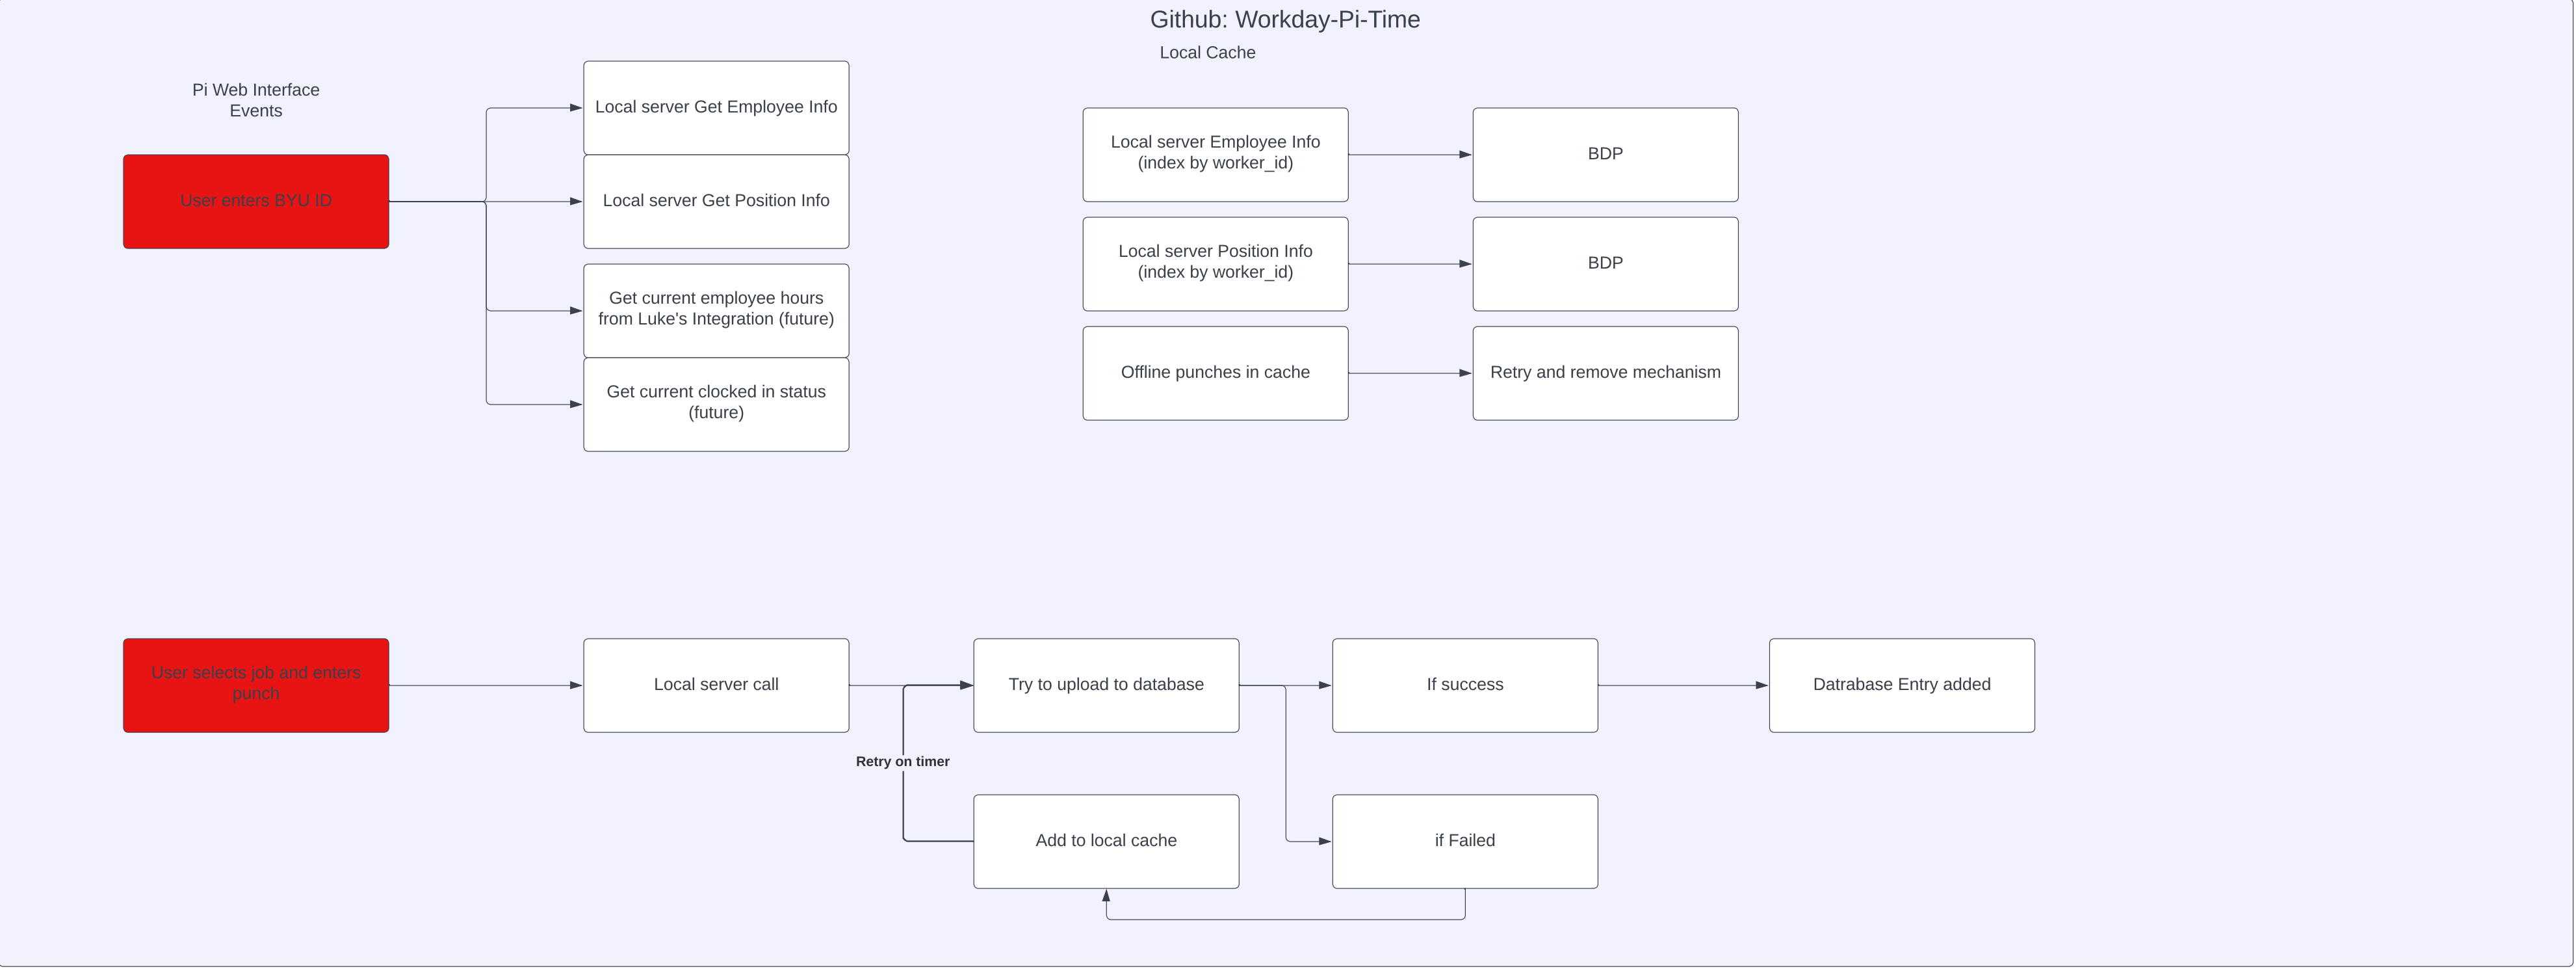 Github: Workday-Pi-Time
Local Cache
Pi Web Interface
Events
User enters BYU ID
Local server Get Employee Info
Local server Get Position Info
Get current employee hours
from Luke's Integration (future)
Get current clocked in status
(future)
Local server Employee Info
(index by worker_id)
BDP
Local server Position Info
(index by worker_id)
BDP
Offline punches in cache
Retry and remove mechanism
User selects job and enters
punch
Local server call
Try to upload to database
If success
Datrabase Entry added
Retry on timer
Add to local cache
if Failed